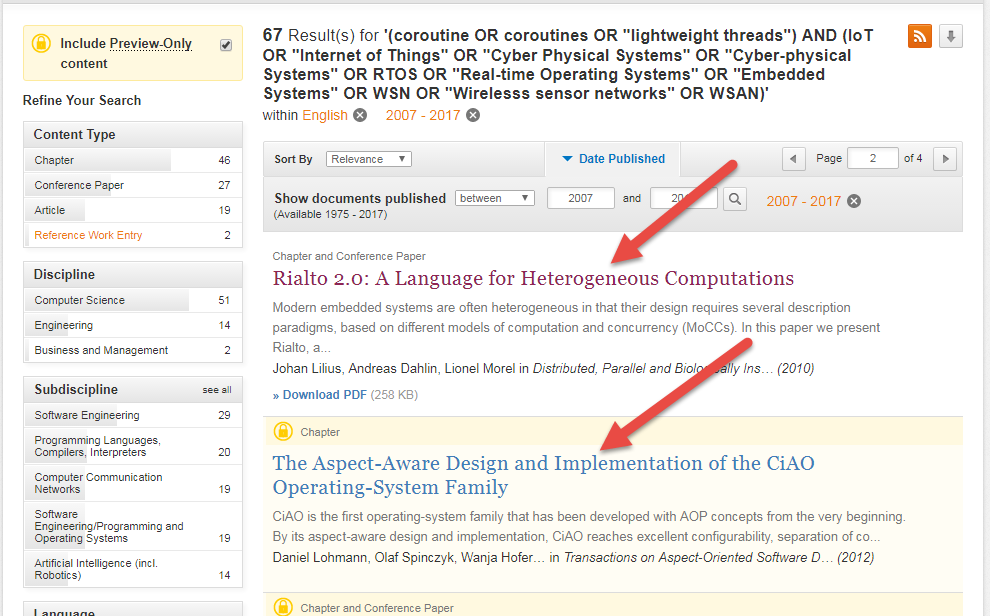 Include Preview-Only
content
Refine Your Search
Content Type
Chapter 46
Conference Paper 27
Article 19
Reference Work Entry 2
Discipline
Computer Science 51
Engineering 14
Business and Management 2
Subdiscipline see all
Software Engineering 29
Programming Languages,
Compilers, Interpreters 20
Computer Communication
Networks 19
Software
Engineering/Programming and
Operating Systems 19
Artificial Intelligence (incl.
Robotics) 14
Language
67 Result(s) for '(coroutine OR coroutines OR "lightweight threads") AND (IoT
OR "Internet of Things" OR "Cyber Physical Systems" OR "Cyber-physical
Systems" OR RTOS OR "Real-time Operating Systems" OR "Embedded
Systems" OR WSN OR "Wirelesss sensor networks" OR WSAN)'
within English 2007 - 2017
Sort By Relevance Date Published Page 2 of 4
Show documents published between 2007 and 2007 - 2017
(Available 1975 - 2017)
Chapter and Conference Paper
Rialto 2.0: A Language for Heterogeneous Computations
Modern embedded systems are often heterogeneous in that their design requires several description
paradigms, based on different models of computation and concurrency (MoCCs). In this paper we present
Rialto, a...
Johan Lilius, Andreas Dahlin, Lionel Morel in Distributed, Parallel and Biologically Ins… (2010)
» Download PDF (258 KB)
Chapter
The Aspect-Aware Design and Implementation of the CiAO
Operating-System Family
CiAO is the first operating-system family that has been developed with AOP concepts from the very beginning.
By its aspect-aware design and implementation, CiAO reaches excellent configurability, separation of co...
Daniel Lohmann, Olaf Spinczyk, Wanja Hofer… in Transactions on Aspect-Oriented Software D… (2012)
Chapter and Conference Paper